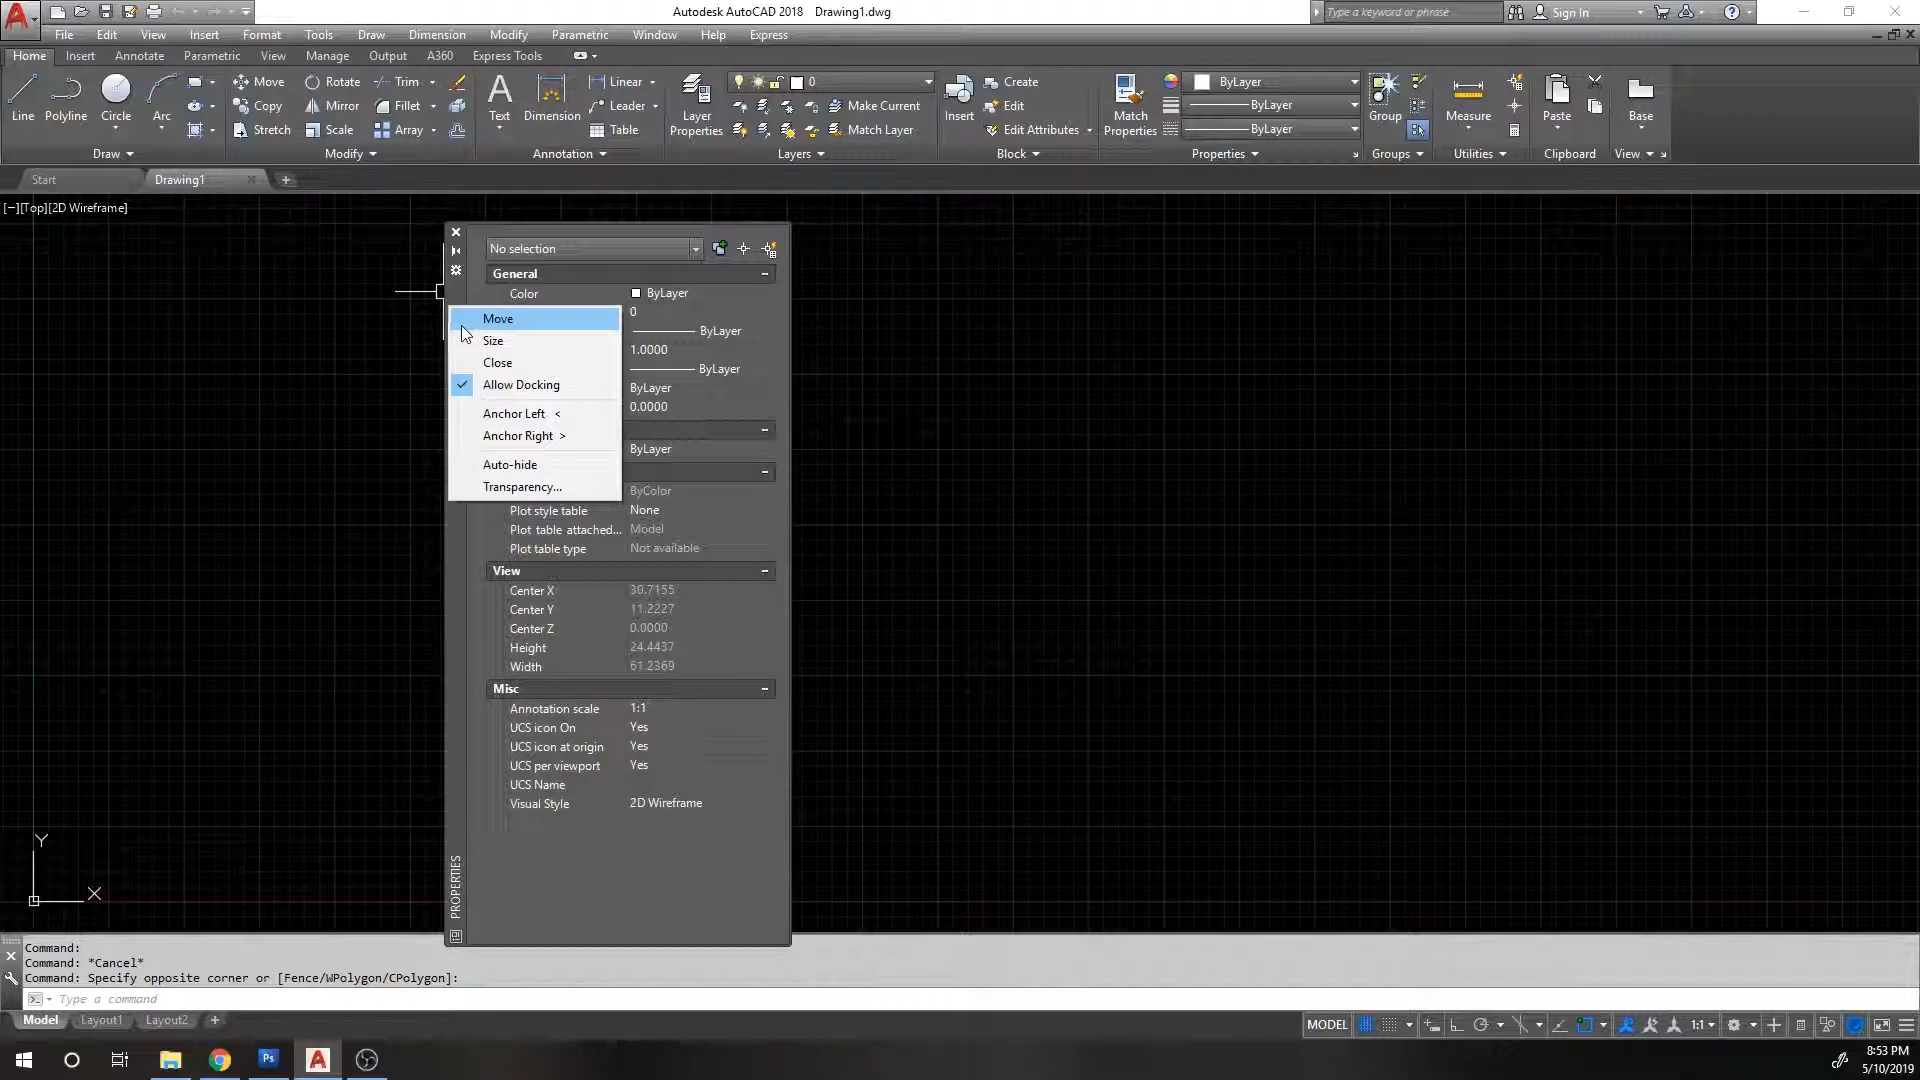 Autodesk AutoCAD 2018 Drawing1.dwg
Type a keyword or phrase
Sign In
File Edit View Insert Format Tools Draw Dimension Modify Parametric Window Help Express
Home Insert Annotate Parametric View Manage Output A360 Express Tools
Line Polyline Circle Arc
Move Rotate Trim
Copy Mirror Fillet
Stretch Scale Array
Text Dimension
Linear
Leader
Table
Layer Properties
0
Make Current
Match Layer
Insert
Create
Edit
Edit Attributes
Match Properties
ByLayer
ByLayer
ByLayer
Group
Measure
Paste
Base
Draw Modify Annotation Layers Block Properties Groups Utilities Clipboard View
Start Drawing1
[−][Top][2D Wireframe]
No selection
General
Color ByLayer
0
ByLayer
1.0000
ByLayer
ByLayer
0.0000
ByLayer
Move
Size
Close
Allow Docking
Anchor Left <
Anchor Right >
Auto-hide
Transparency...
ByColor
Plot style table None
Plot table attached... Model
Plot table type Not available
View
Center X 30.7155
Center Y 11.2227
Center Z 0.0000
Height 24.4437
Width 61.2369
Misc
Annotation scale 1:1
UCS icon On Yes
UCS icon at origin Yes
UCS per viewport Yes
UCS Name
Visual Style 2D Wireframe
PROPERTIES
Y
X
Command:
Command: *Cancel*
Command: Specify opposite corner or [Fence/WPolygon/CPolygon]:
Type a command
Model Layout1 Layout2
MODEL
1:1
Ps
8:53 PM
5/10/2019